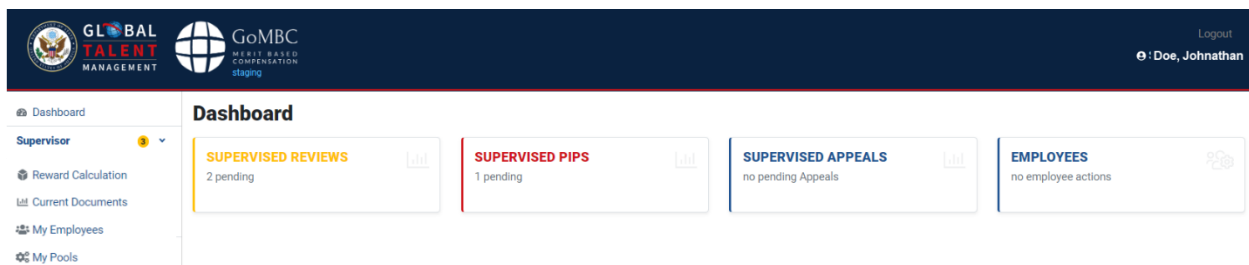 GLOBAL
TALENT
MANAGEMENT
GoMBC
MERIT BASED
COMPENSATION
staging
Logout
: Doe, Johnathan
Dashboard
Supervisor 3
Reward Calculation
Current Documents
My Employees
My Pools
Dashboard
SUPERVISED REVIEWS
2 pending
SUPERVISED PIPS
1 pending
SUPERVISED APPEALS
no pending Appeals
EMPLOYEES
no employee actions